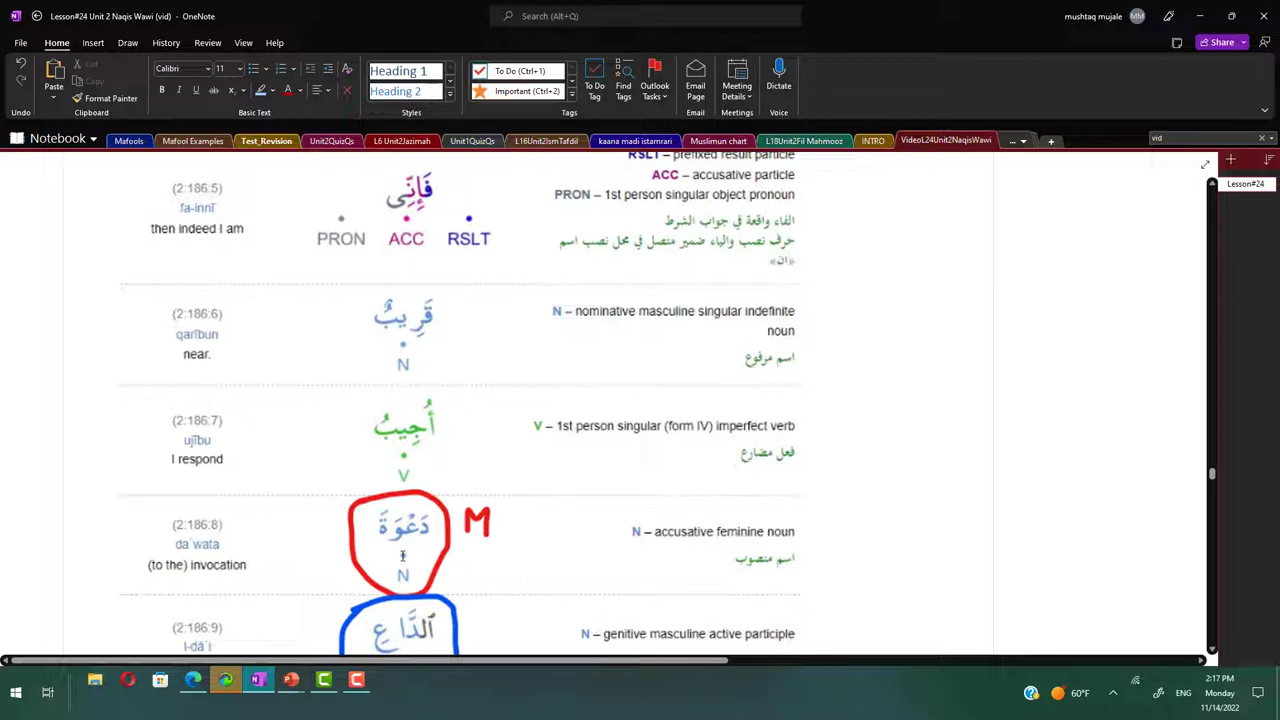 Lesson#24 Unit 2 Naqis Wawi (vid) - OneNote
Search (Alt+Q)
mushtaq mujale MM
File Home Insert Draw History Review View Help
Share
Paste
Cut
Copy
Format Painter
Undo
Clipboard
Calibri 11
B I U ab
Basic Text
Heading 1
Heading 2
Styles
To Do (Ctrl+1)
Important (Ctrl+2)
To Do Tag
Find Tags
Outlook Tasks
Tags
Email Page
Email
Meeting Details
Meetings
Dictate
Voice
Notebook
Mafools
Mafool Examples
Test_Revision
Unit2QuizQs
L6 Unit2Jazimah
Unit1QuizQs
L16Unit2IsmTafdil
kaana madi istamrari
Muslimun chart
L18Unit2Fil Mahmooz
INTRO
VideoL24Unit2NaqisWawi
...
vid
Lesson#24
RSLT – prefixed result particle
ACC – accusative particle
PRON – 1st person singular object pronoun
الفاء واقعة في جواب الشرط
حرف نصب والياء ضمير متصل في محل نصب اسم
«ان»
(2:186:5)
fa-innī
then indeed I am
فَإِنِّى
PRON ACC RSLT
(2:186:6)
qarībun
near.
قَرِيبٌ
N
N – nominative masculine singular indefinite
noun
اسم مرفوع
(2:186:7)
ujību
I respond
أُجِيبُ
V
V – 1st person singular (form IV) imperfect verb
فعل مضارع
(2:186:8)
daʿwata
(to the) invocation
دَعْوَةَ
N
M
N – accusative feminine noun
اسم منصوب
(2:186:9)
l-dāʿi
ٱلدَّاعِ
N – genitive masculine active participle
60°F
ENG
2:17 PM
Monday
11/14/2022